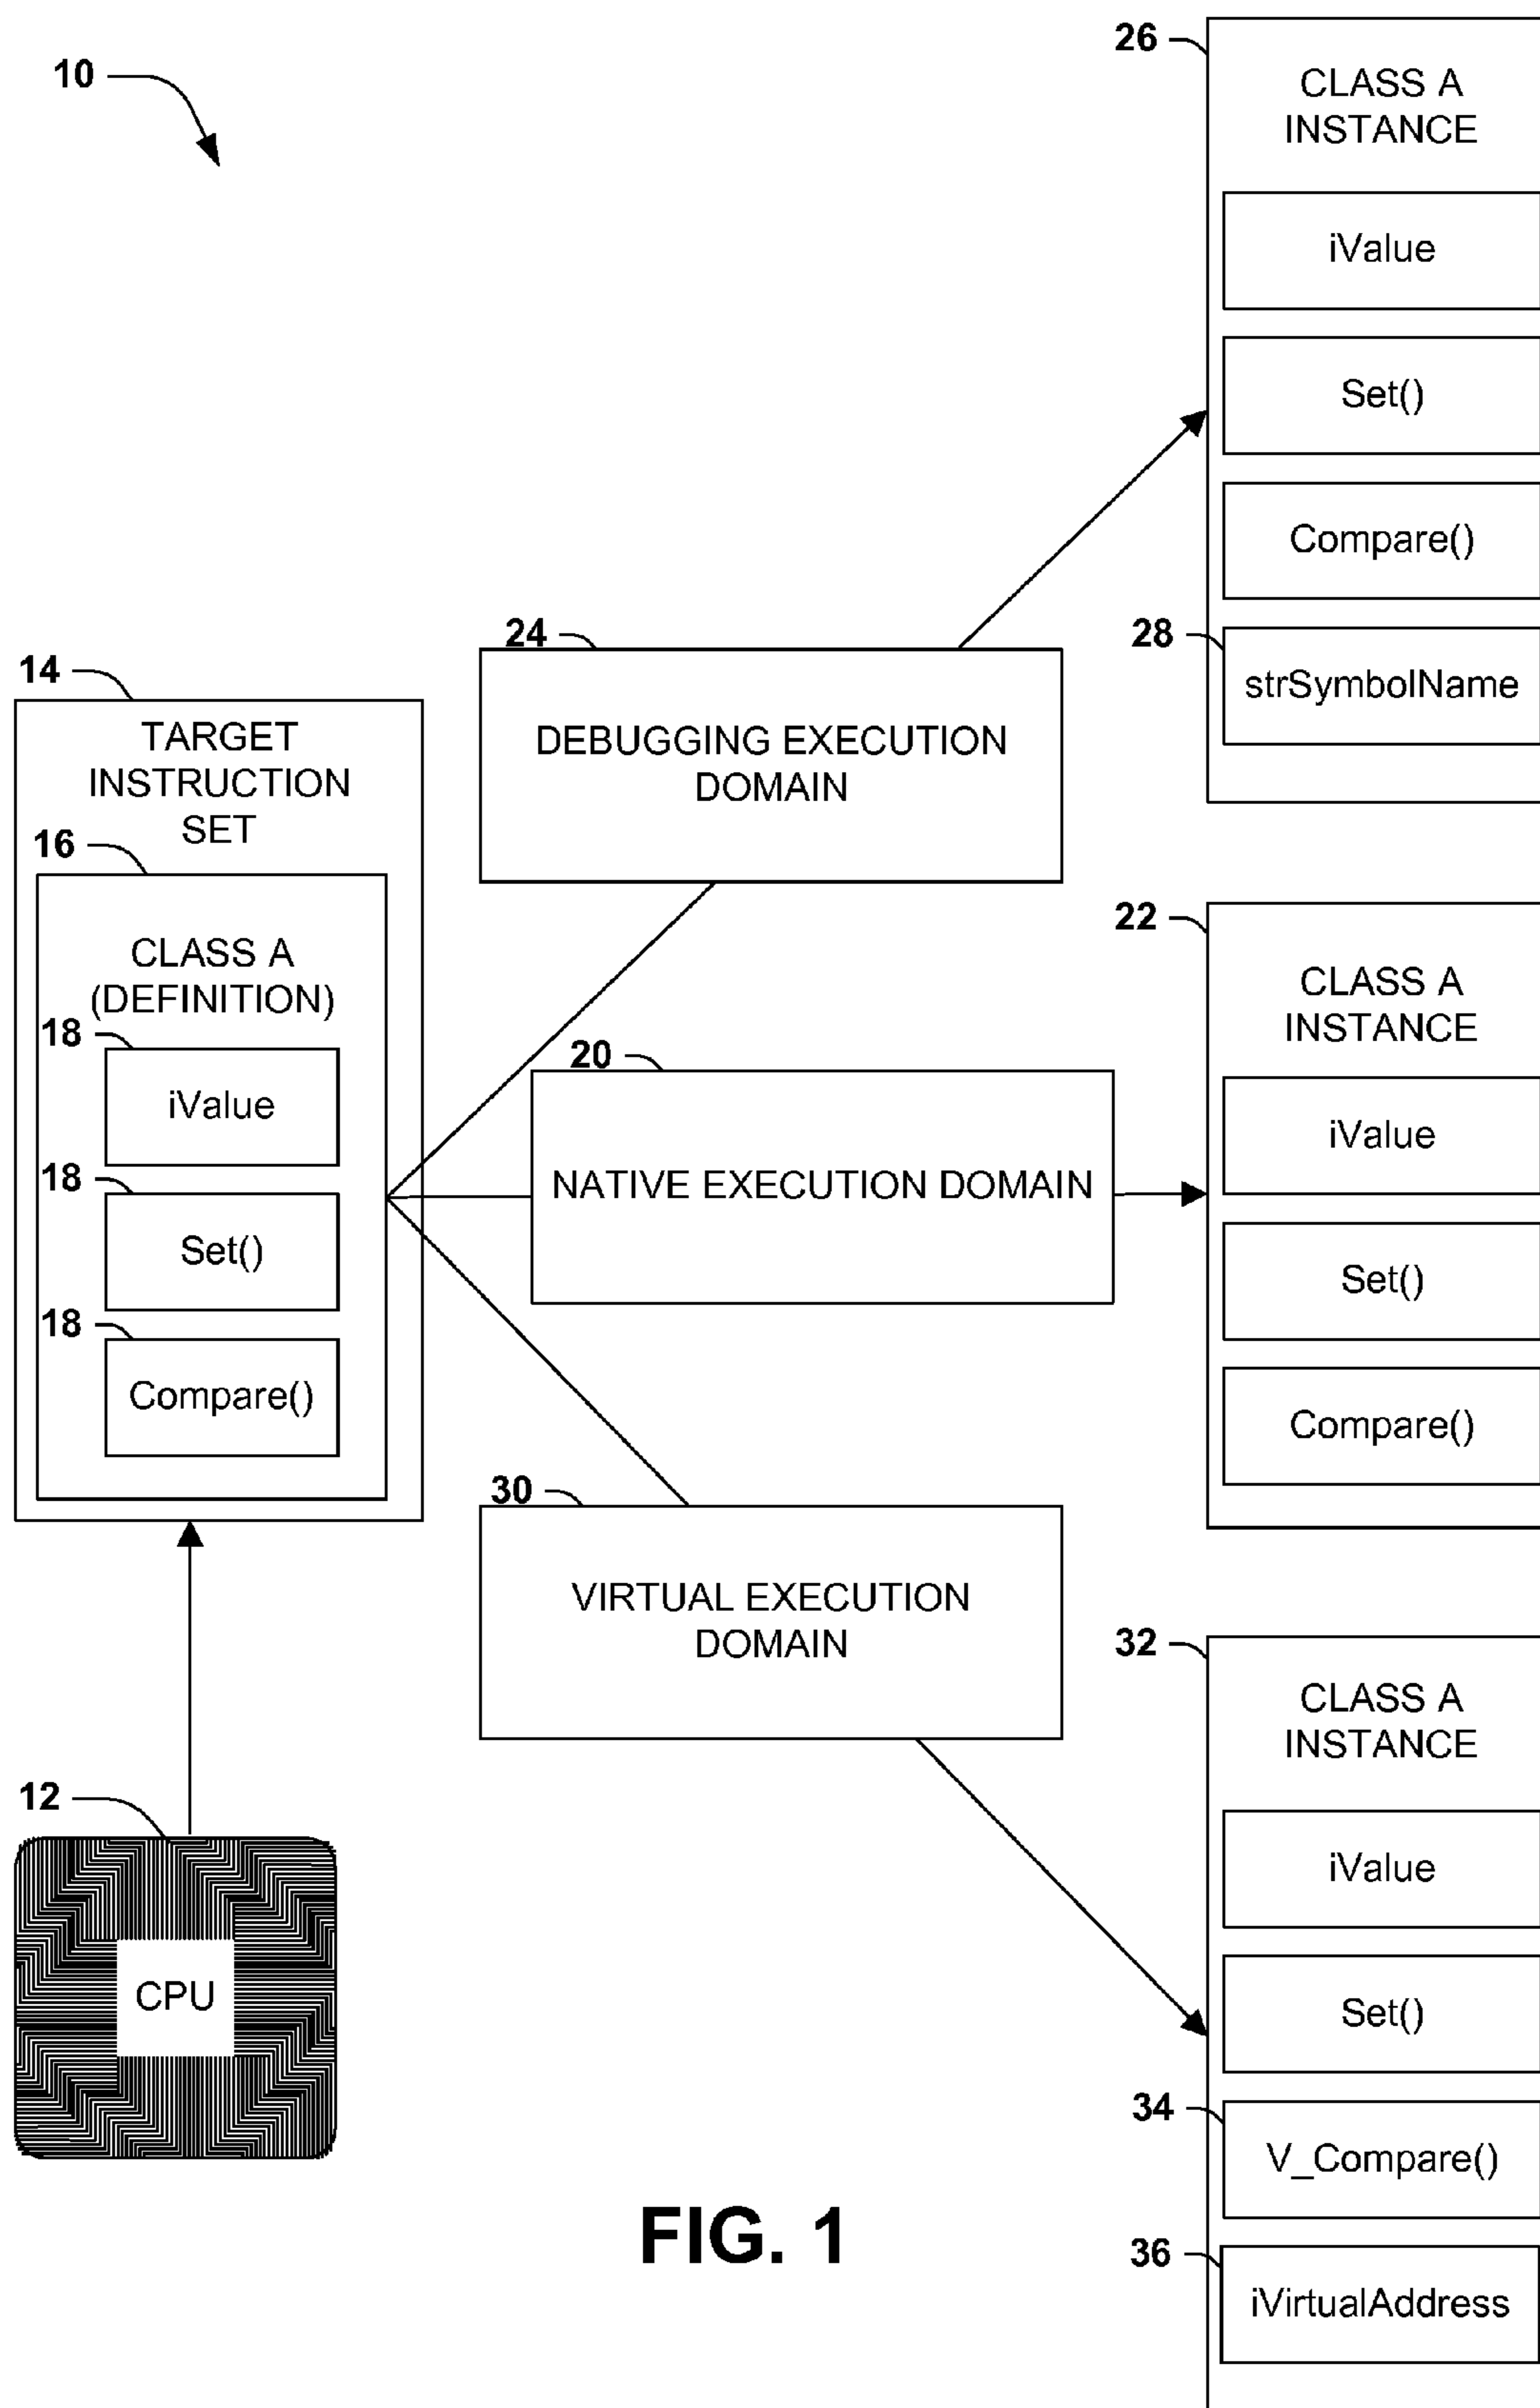 10
26
CLASS A
INSTANCE
iValue
Set()
Compare()
28
strSymbolName
24
DEBUGGING EXECUTION
DOMAIN
14
TARGET
INSTRUCTION
SET
16
CLASS A
(DEFINITION)
18
iValue
18
Set()
18
Compare()
20
NATIVE EXECUTION DOMAIN
22
CLASS A
INSTANCE
iValue
Set()
Compare()
30
VIRTUAL EXECUTION
DOMAIN
32
CLASS A
INSTANCE
iValue
Set()
34
V_Compare()
36
iVirtualAddress
12
CPU
FIG. 1